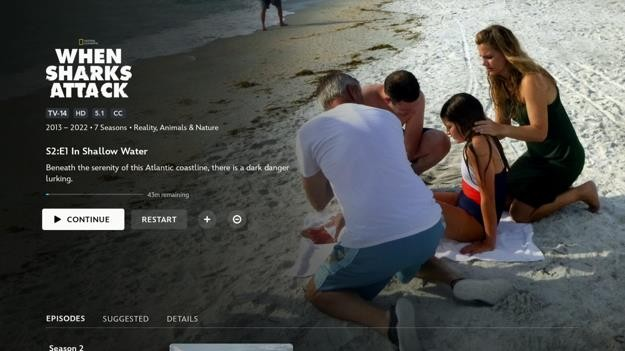 NATIONAL GEOGRAPHIC
WHEN
SHARKS
ATTACK
TV-14 HD 5.1 CC
2013 – 2022 • 7 Seasons • Reality, Animals & Nature
S2:E1 In Shallow Water
Beneath the serenity of this Atlantic coastline, there is a dark danger
lurking.
43m remaining
CONTINUE RESTART
EPISODES SUGGESTED DETAILS
Season 2